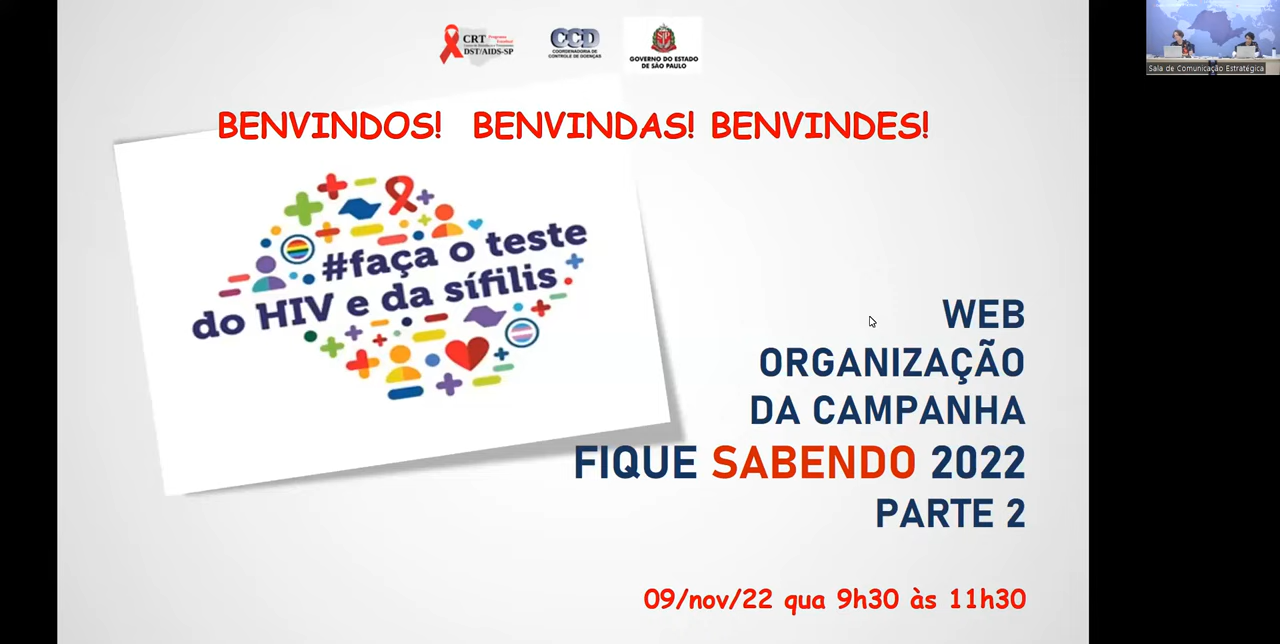 CRT
DST/AIDS-SP
CCD
COORDENADORIA DE
CONTROLE DE DOENÇAS
GOVERNO DO ESTADO
DE SÃO PAULO
Sala de Comunicação Estratégica
BENVINDOS! BENVINDAS! BENVINDES!
#faça o teste
do HIV e da sífilis
WEB
ORGANIZAÇÃO
DA CAMPANHA
FIQUE SABENDO 2022
PARTE 2
09/nov/22 qua 9h30 às 11h30